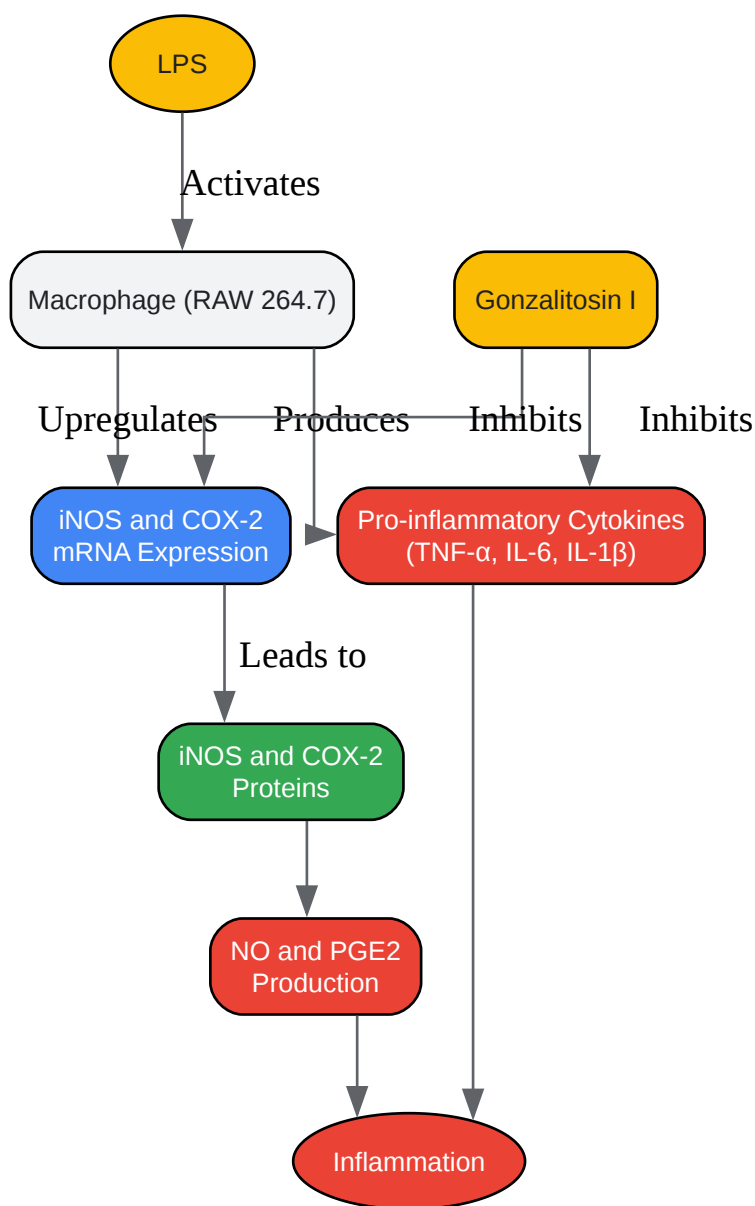 LPS
Activates
Macrophage (RAW 264.7)
Gonzalitosin I
Upregulates
Produces
Inhibits
Inhibits
iNOS and COX-2
mRNA Expression
Pro-inflammatory Cytokines
(TNF-α, IL-6, IL-1β)
Leads to
iNOS and COX-2
Proteins
NO and PGE2
Production
Inflammation